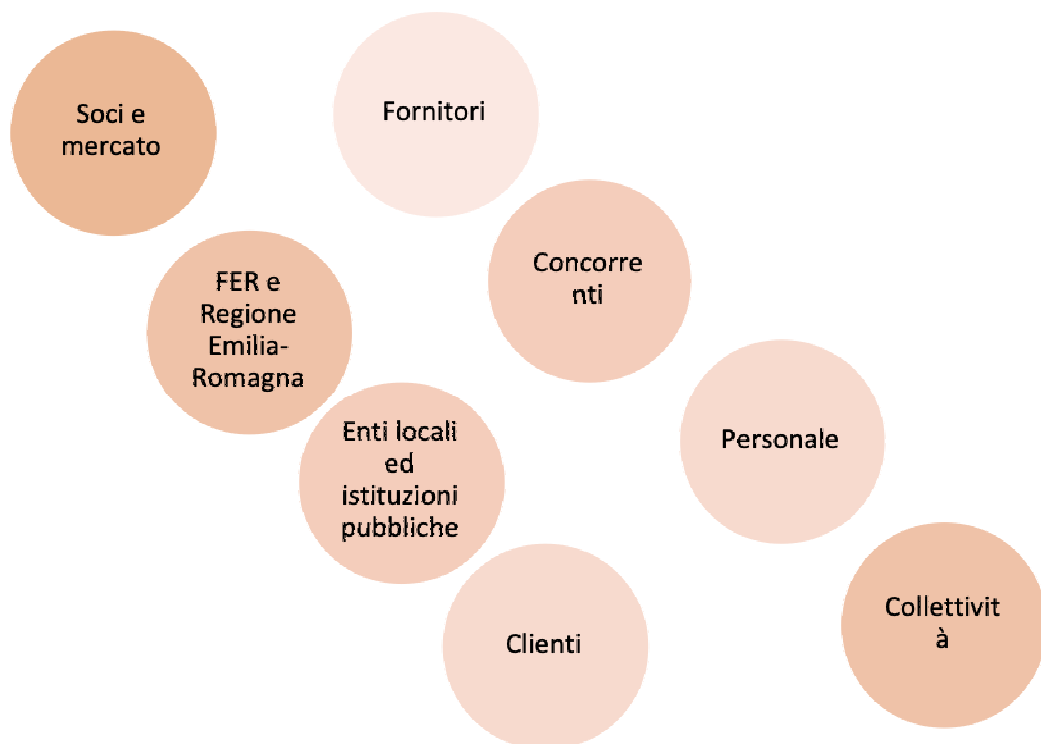 Soci e
mercato
Fornitori
FER e
Regione
Emilia-
Romagna
Concorre
nti
Enti locali
ed
istituzioni
pubbliche
Personale
Clienti
Collettivit
à